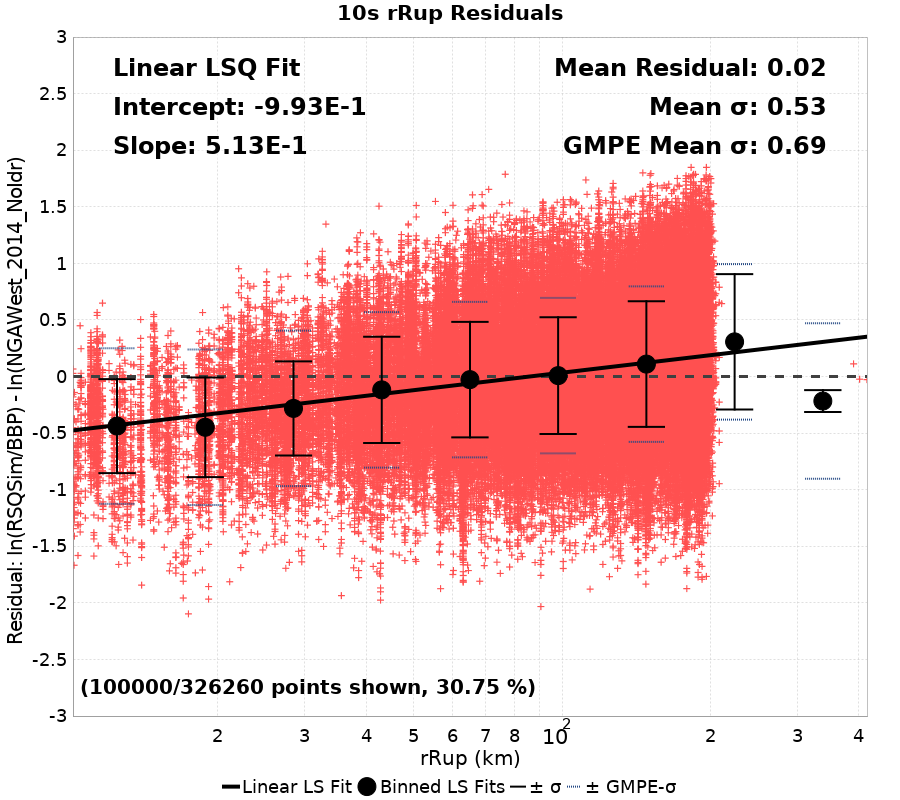 10s rRup Residuals
Linear LSQ Fit
Intercept: -9.93E-1
Slope: 5.13E-1
Mean Residual: 0.02
Mean σ: 0.53
GMPE Mean σ: 0.69
3
2.5
2
1.5
1
0.5
0
-0.5
-1
-1.5
-2
-2.5
-3
Residual: ln(RSQSim/BBP) - ln(NGAWest_2014_NoIdr)
(100000/326260 points shown, 30.75 %)
2 3 4 5 6 7 8 10² 2 3 4
rRup (km)
Linear LS Fit Binned LS Fits ± σ ± GMPE-σ